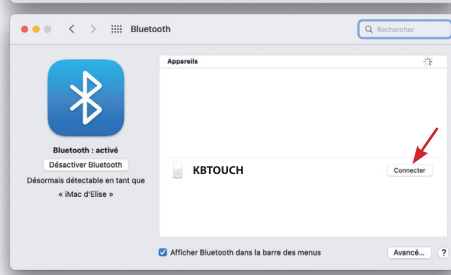 Bluetooth
Rechercher
Appareils
Bluetooth : activé
Désactiver Bluetooth
Désormais détectable en tant que
« iMac d'Elise »
KBTOUCH
Connecter
Afficher Bluetooth dans la barre des menus
Avancé...
?